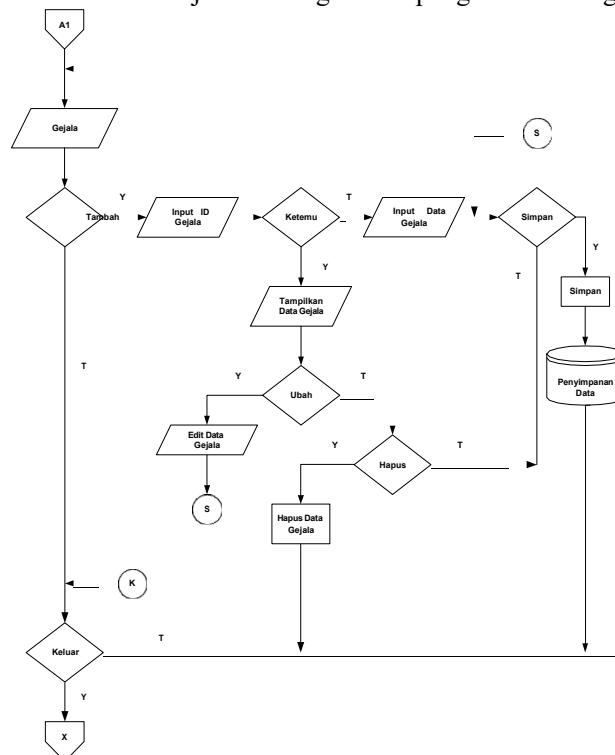 A1
Gejala
S
Tambah
Y
Input ID
Gejala
Ketemu
T
Input Data
Gejala
Simpan
Y
T
Simpan
Y
Tampilkan
Data Gejala
Penyimpanan
Data
T
Y
Ubah
T
Edit Data
Gejala
Y
Hapus
T
S
Hapus Data
Gejala
K
Keluar
T
Y
X